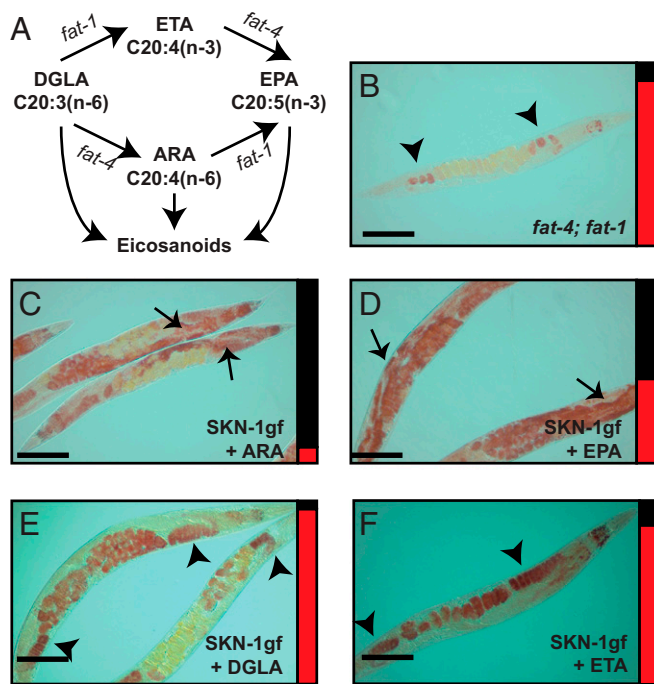 A
fat-1
ETA
C20:4(n-3)
fat-4
DGLA
C20:3(n-6)
EPA
C20:5(n-3)
fat-4
ARA
C20:4(n-6)
fat-1
Eicosanoids
B
fat-4; fat-1
C
SKN-1gf
+ ARA
D
SKN-1gf
+ EPA
E
SKN-1gf
+ DGLA
F
SKN-1gf
+ ETA